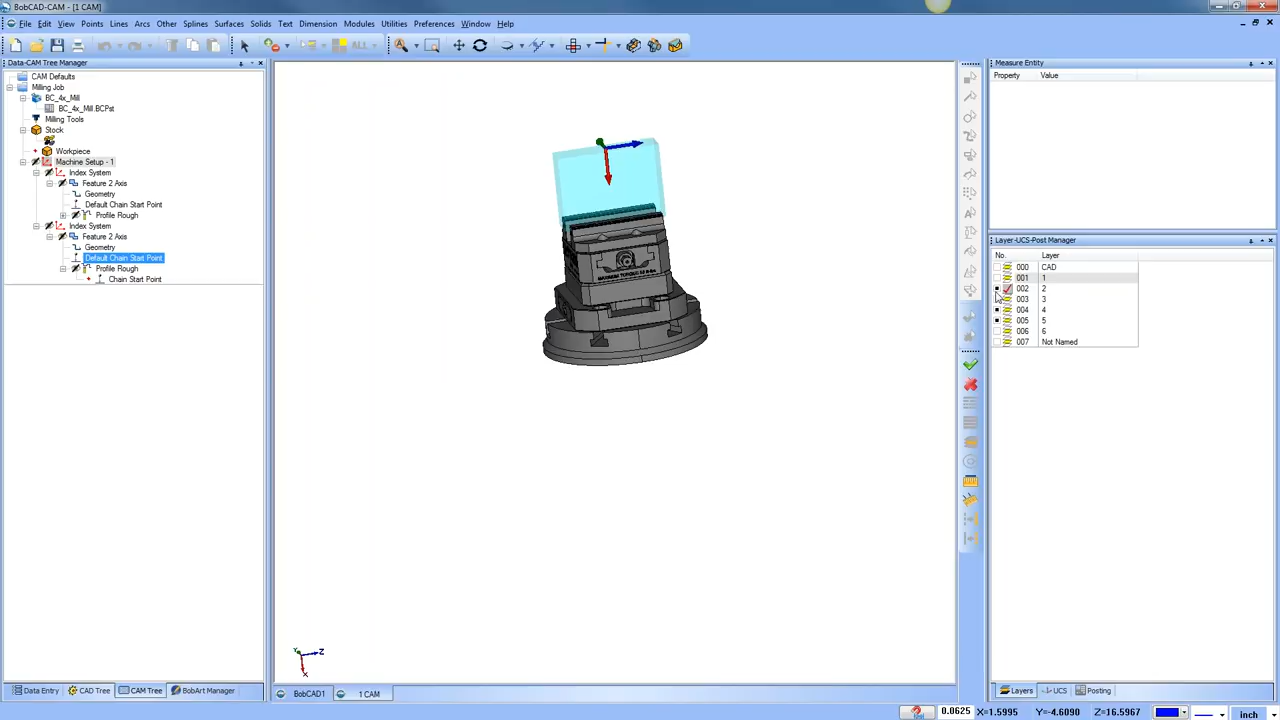 BobCAD-CAM - [1 CAM]
File Edit View Points Lines Arcs Other Splines Surfaces Solids Text Dimension Modules Utilities Preferences Window Help
ALL
Data-CAM Tree Manager
CAM Defaults
Milling Job
BC_4x_Mill
BC_4x_Mill.BCPst
Milling Tools
Stock
Workpiece
Machine Setup - 1
Index System
Feature 2 Axis
Geometry
Default Chain Start Point
Profile Rough
Index System
Feature 2 Axis
Geometry
Default Chain Start Point
Profile Rough
Chain Start Point
Data Entry CAD Tree CAM Tree BobArt Manager
Y Z
X
BobCAD1 1 CAM
Measure Entity
Property Value
Layer-UCS-Post Manager
No. Layer
000 CAD
001 1
002 2
003 3
004 4
005 5
006 6
007 Not Named
Layers UCS Posting
0.0625 X=1.5995 Y=-4.6090 Z=16.5967 inch